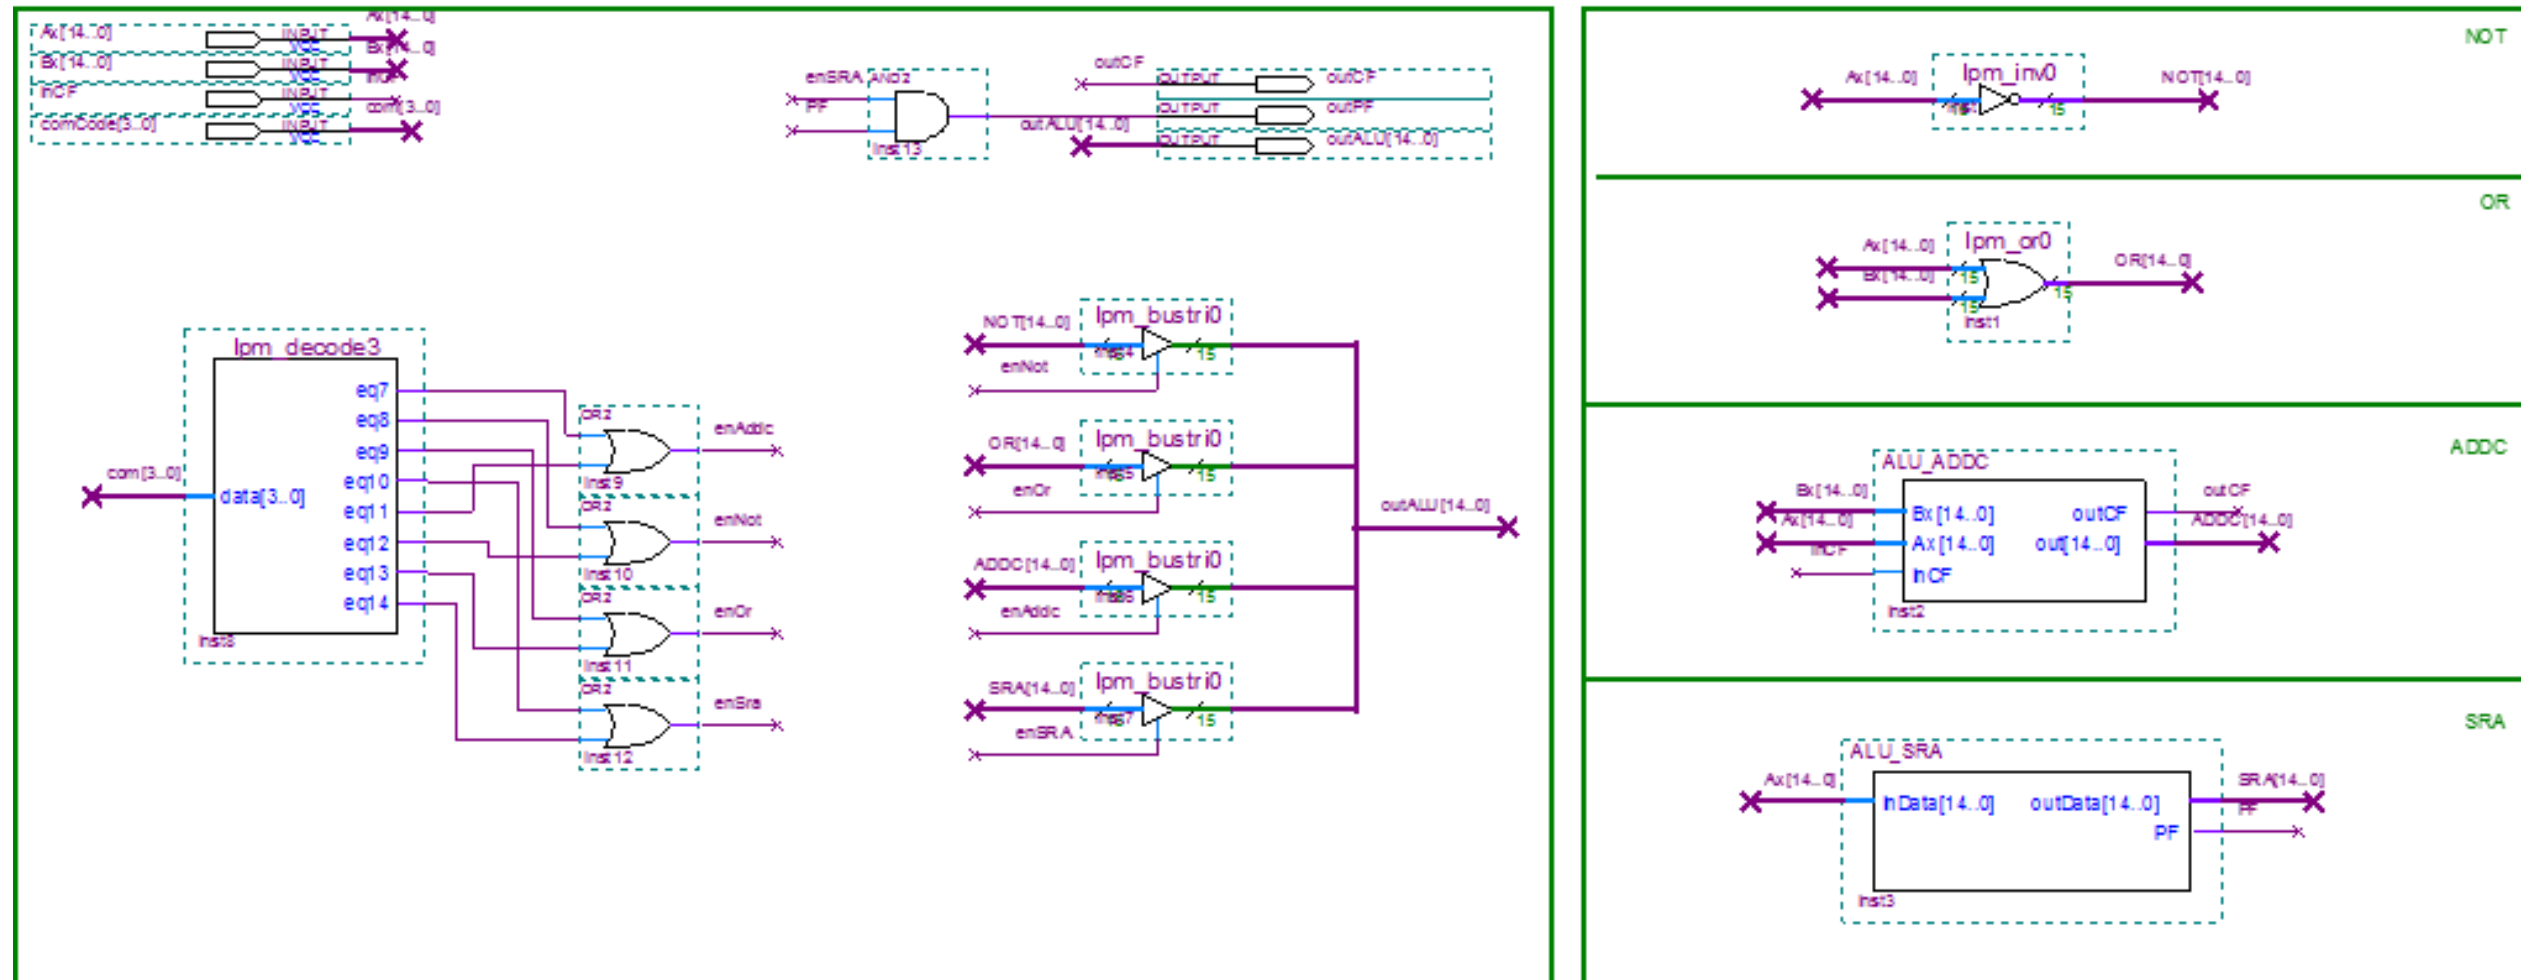 Ax[14..0]
Ax[14..0] INPUT VCC
Bx[14..0]
Bx[14..0] INPUT VCC
inCF
inCF INPUT VCC
com[3..0]
comCode[3..0] INPUT VCC
enSRA AND2
PF
inst13
outCF OUTPUT outCF
OUTPUT outPF
outALU[14..0] OUTPUT outALU[14..0]
lpm_decode3
com[3..0] data[3..0]
eq7
eq8
eq9
eq10
eq11
eq12
eq13
eq14
inst8
OR2
enAddc
inst9
OR2
enNot
inst10
OR2
enOr
inst11
OR2
enSra
inst12
NOT[14..0] lpm_bustri0
inst4 15
enNot
OR[14..0] lpm_bustri0
inst5 15
enOr
ADDC[14..0] lpm_bustri0
inst6 15
enAddc
SRA[14..0] lpm_bustri0
inst7 15
enSRA
outALU[14..0]
NOT
Ax[14..0] lpm_inv0 NOT[14..0]
15
OR
Ax[14..0] lpm_or0 OR[14..0]
15
Bx[14..0] 15
15
inst1
ADDC
ALU_ADDC
Bx[14..0] Bx[14..0] outCF outCF
Ax[14..0] Ax[14..0] out[14..0] ADDC[14..0]
inCF inCF
inst2
SRA
ALU_SRA
Ax[14..0] inData[14..0] outData[14..0] SRA[14..0]
PF PF
inst3